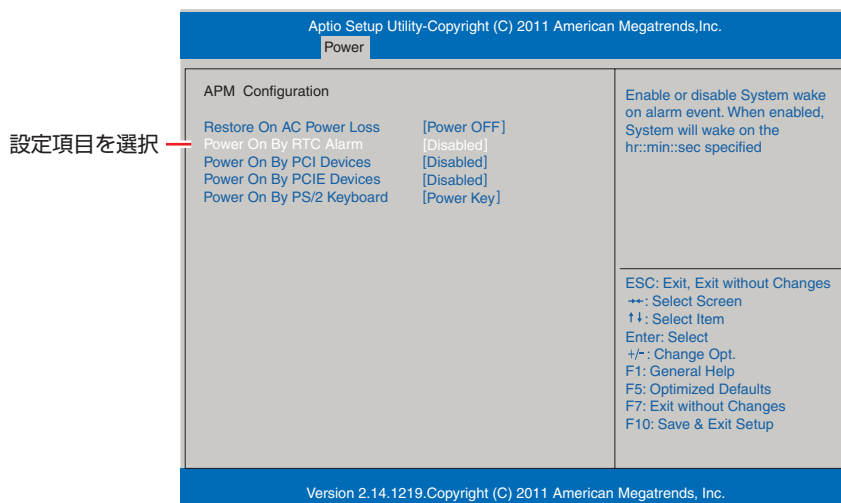 Aptio Setup Utility-Copyright (C) 2011 American Megatrends,Inc.
Power
APM Configuration
Restore On AC Power Loss [Power OFF]
設定項目を選択
Power On By RTC Alarm [Disabled]
Power On By PCI Devices [Disabled]
Power On By PCIE Devices [Disabled]
Power On By PS/2 Keyboard [Power Key]
Enable or disable System wake
on alarm event. When enabled,
System will wake on the
hr::min::sec specified
ESC: Exit, Exit without Changes
→←: Select Screen
↑↓: Select Item
Enter: Select
+/-: Change Opt.
F1: General Help
F5: Optimized Defaults
F7: Exit without Changes
F10: Save & Exit Setup
Version 2.14.1219.Copyright (C) 2011 American Megatrends, Inc.